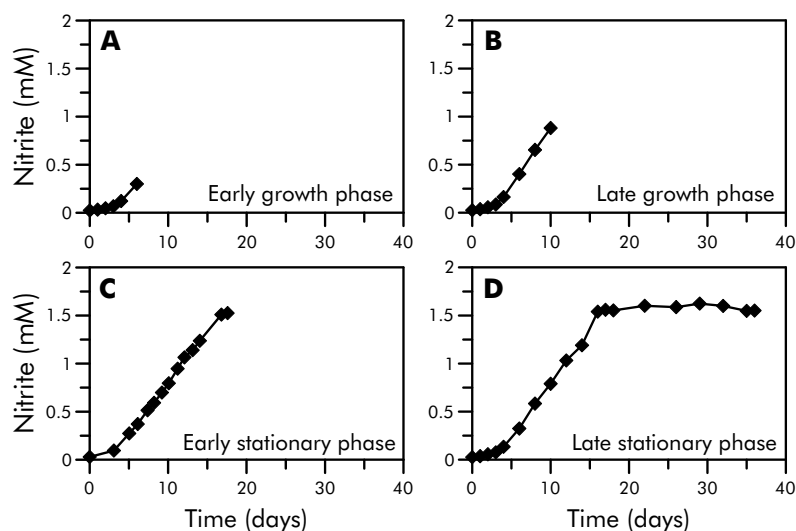 A
B
2
1.5
1
0.5
0
Nitrite (mM)
Early growth phase
0 10 20 30 40
2
1.5
1
0.5
0
Late growth phase
0 10 20 30 40
C
D
2
1.5
1
0.5
0
Nitrite (mM)
Early stationary phase
0 10 20 30 40
Time (days)
2
1.5
1
0.5
0
Nitrite (mM)
Late stationary phase
0 10 20 30 40
Time (days)